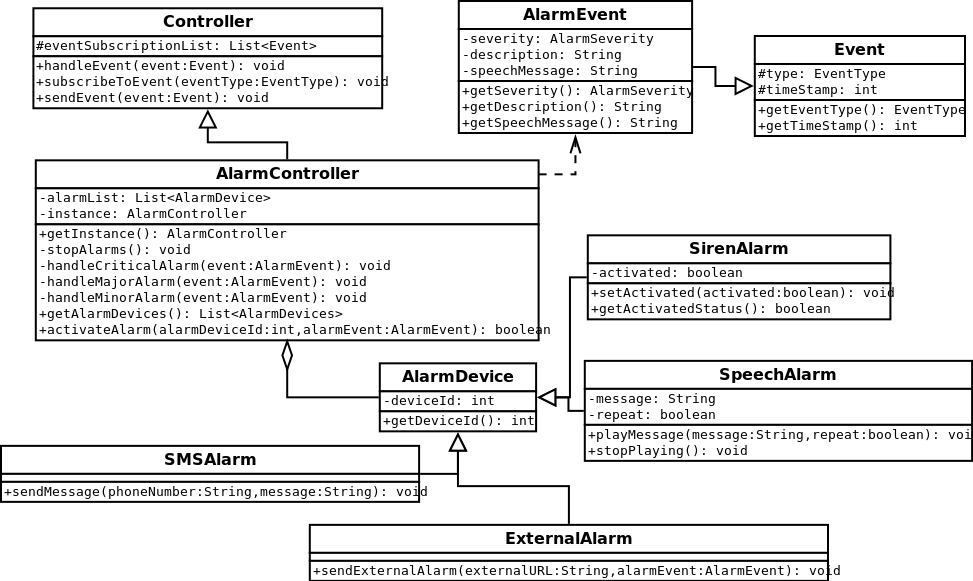 Controller
#eventSubscriptionList: List<Event>
+handleEvent(event:Event): void
+subscribeToEvent(eventType:EventType): void
+sendEvent(event:Event): void
AlarmEvent
-severity: AlarmSeverity
-description: String
-speechMessage: String
+getSeverity(): AlarmSeverity
+getDescription(): String
+getSpeechMessage(): String
Event
#type: EventType
#timeStamp: int
+getEventType(): EventType
+getTimeStamp(): int
AlarmController
-alarmList: List<AlarmDevice>
-instance: AlarmController
+getInstance(): AlarmController
-stopAlarms(): void
-handleCriticalAlarm(event:AlarmEvent): void
-handleMajorAlarm(event:AlarmEvent): void
-handleMinorAlarm(event:AlarmEvent): void
+getAlarmDevices(): List<AlarmDevices>
+activateAlarm(alarmDeviceId:int,alarmEvent:AlarmEvent): boolean
SirenAlarm
-activated: boolean
+setActivated(activated:boolean): void
+getActivatedStatus(): boolean
AlarmDevice
-deviceId: int
+getDeviceId(): int
SpeechAlarm
-message: String
-repeat: boolean
+playMessage(message:String,repeat:boolean): voi
+stopPlaying(): void
SMSAlarm
+sendMessage(phoneNumber:String,message:String): void
ExternalAlarm
+sendExternalAlarm(externalURL:String,alarmEvent:AlarmEvent): void